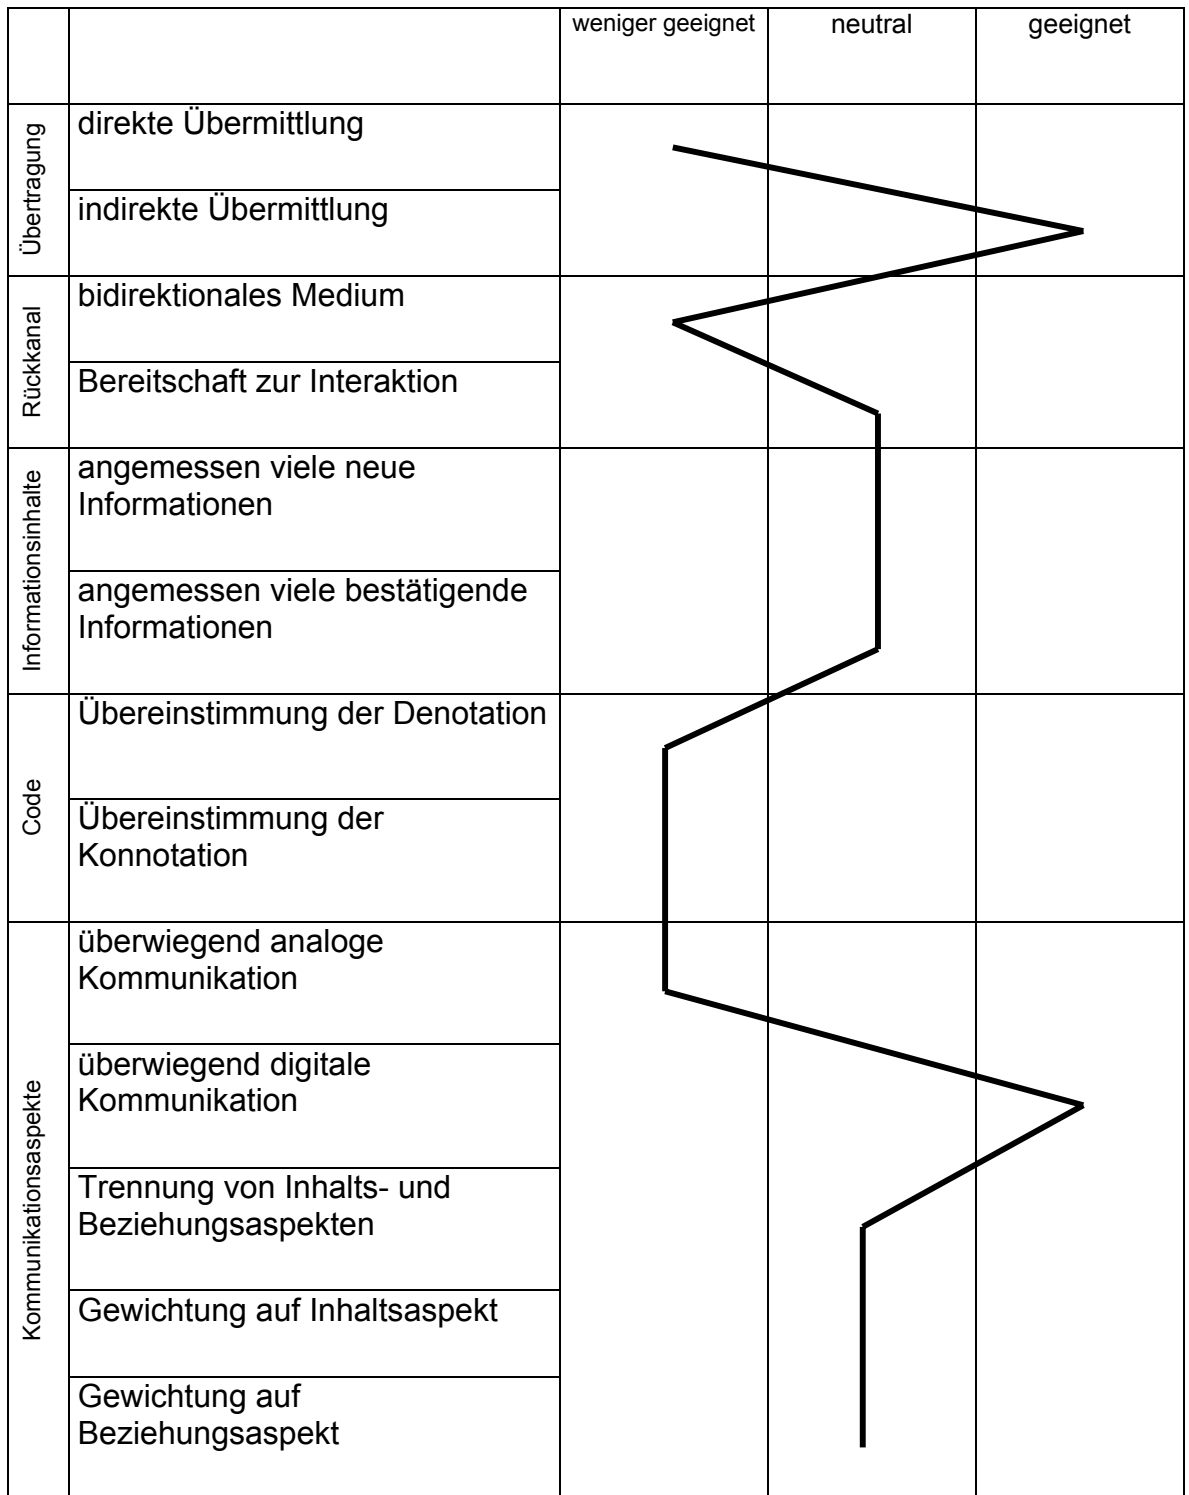 weniger geeignet
neutral
geeignet
Übertragung
direkte Übermittlung
indirekte Übermittlung
Rückkanal
bidirektionales Medium
Bereitschaft zur Interaktion
Informationsinhalte
angemessen viele neue
Informationen
angemessen viele bestätigende
Informationen
Code
Übereinstimmung der Denotation
Übereinstimmung der
Konnotation
Kommunikationsaspekte
überwiegend analoge
Kommunikation
überwiegend digitale
Kommunikation
Trennung von Inhalts- und
Beziehungsaspekten
Gewichtung auf Inhaltsaspekt
Gewichtung auf
Beziehungsaspekt